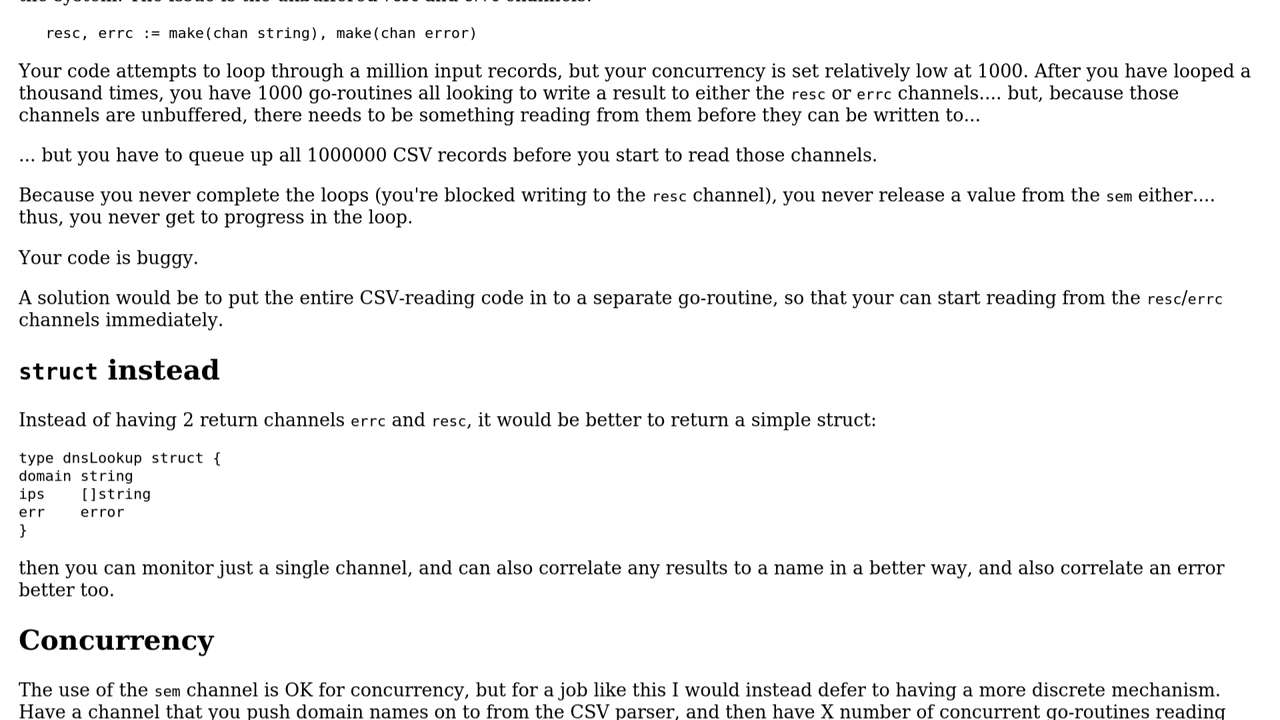 resc, errc := make(chan string), make(chan error)
Your code attempts to loop through a million input records, but your concurrency is set relatively low at 1000. After you have looped a
thousand times, you have 1000 go-routines all looking to write a result to either the resc or errc channels.... but, because those
channels are unbuffered, there needs to be something reading from them before they can be written to...
... but you have to queue up all 1000000 CSV records before you start to read those channels.
Because you never complete the loops (you're blocked writing to the resc channel), you never release a value from the sem either....
thus, you never get to progress in the loop.
Your code is buggy.
A solution would be to put the entire CSV-reading code in to a separate go-routine, so that your can start reading from the resc/errc
channels immediately.
struct instead
Instead of having 2 return channels errc and resc, it would be better to return a simple struct:
type dnsLookup struct {
domain string
ips    []string
err    error
}
then you can monitor just a single channel, and can also correlate any results to a name in a better way, and also correlate an error
better too.
Concurrency
The use of the sem channel is OK for concurrency, but for a job like this I would instead defer to having a more discrete mechanism.
Have a channel that you push domain names on to from the CSV parser, and then have X number of concurrent go-routines reading